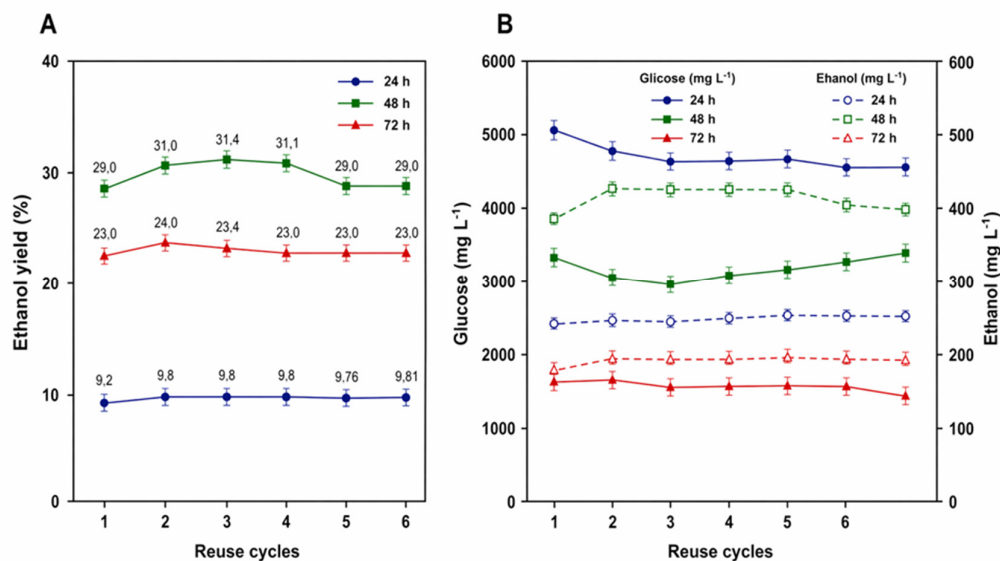 A
Ethanol yield (%)
40
30
20
10
0
24 h
48 h
72 h
29,0
31,0
31,4
31,1
29,0
29,0
23,0
24,0
23,4
23,0
23,0
23,0
9,2
9,8
9,8
9,8
9,76
9,81
1
2
3
4
5
6
Reuse cycles
B
Glucose (mg L⁻¹)
6000
5000
4000
3000
2000
1000
0
Glicose (mg L⁻¹)
24 h
48 h
72 h
Ehanol (mg L⁻¹)
24 h
48 h
72 h
600
500
400
300
200
100
0
Ethanol (mg L⁻¹)
1
2
3
4
5
6
Reuse cycles